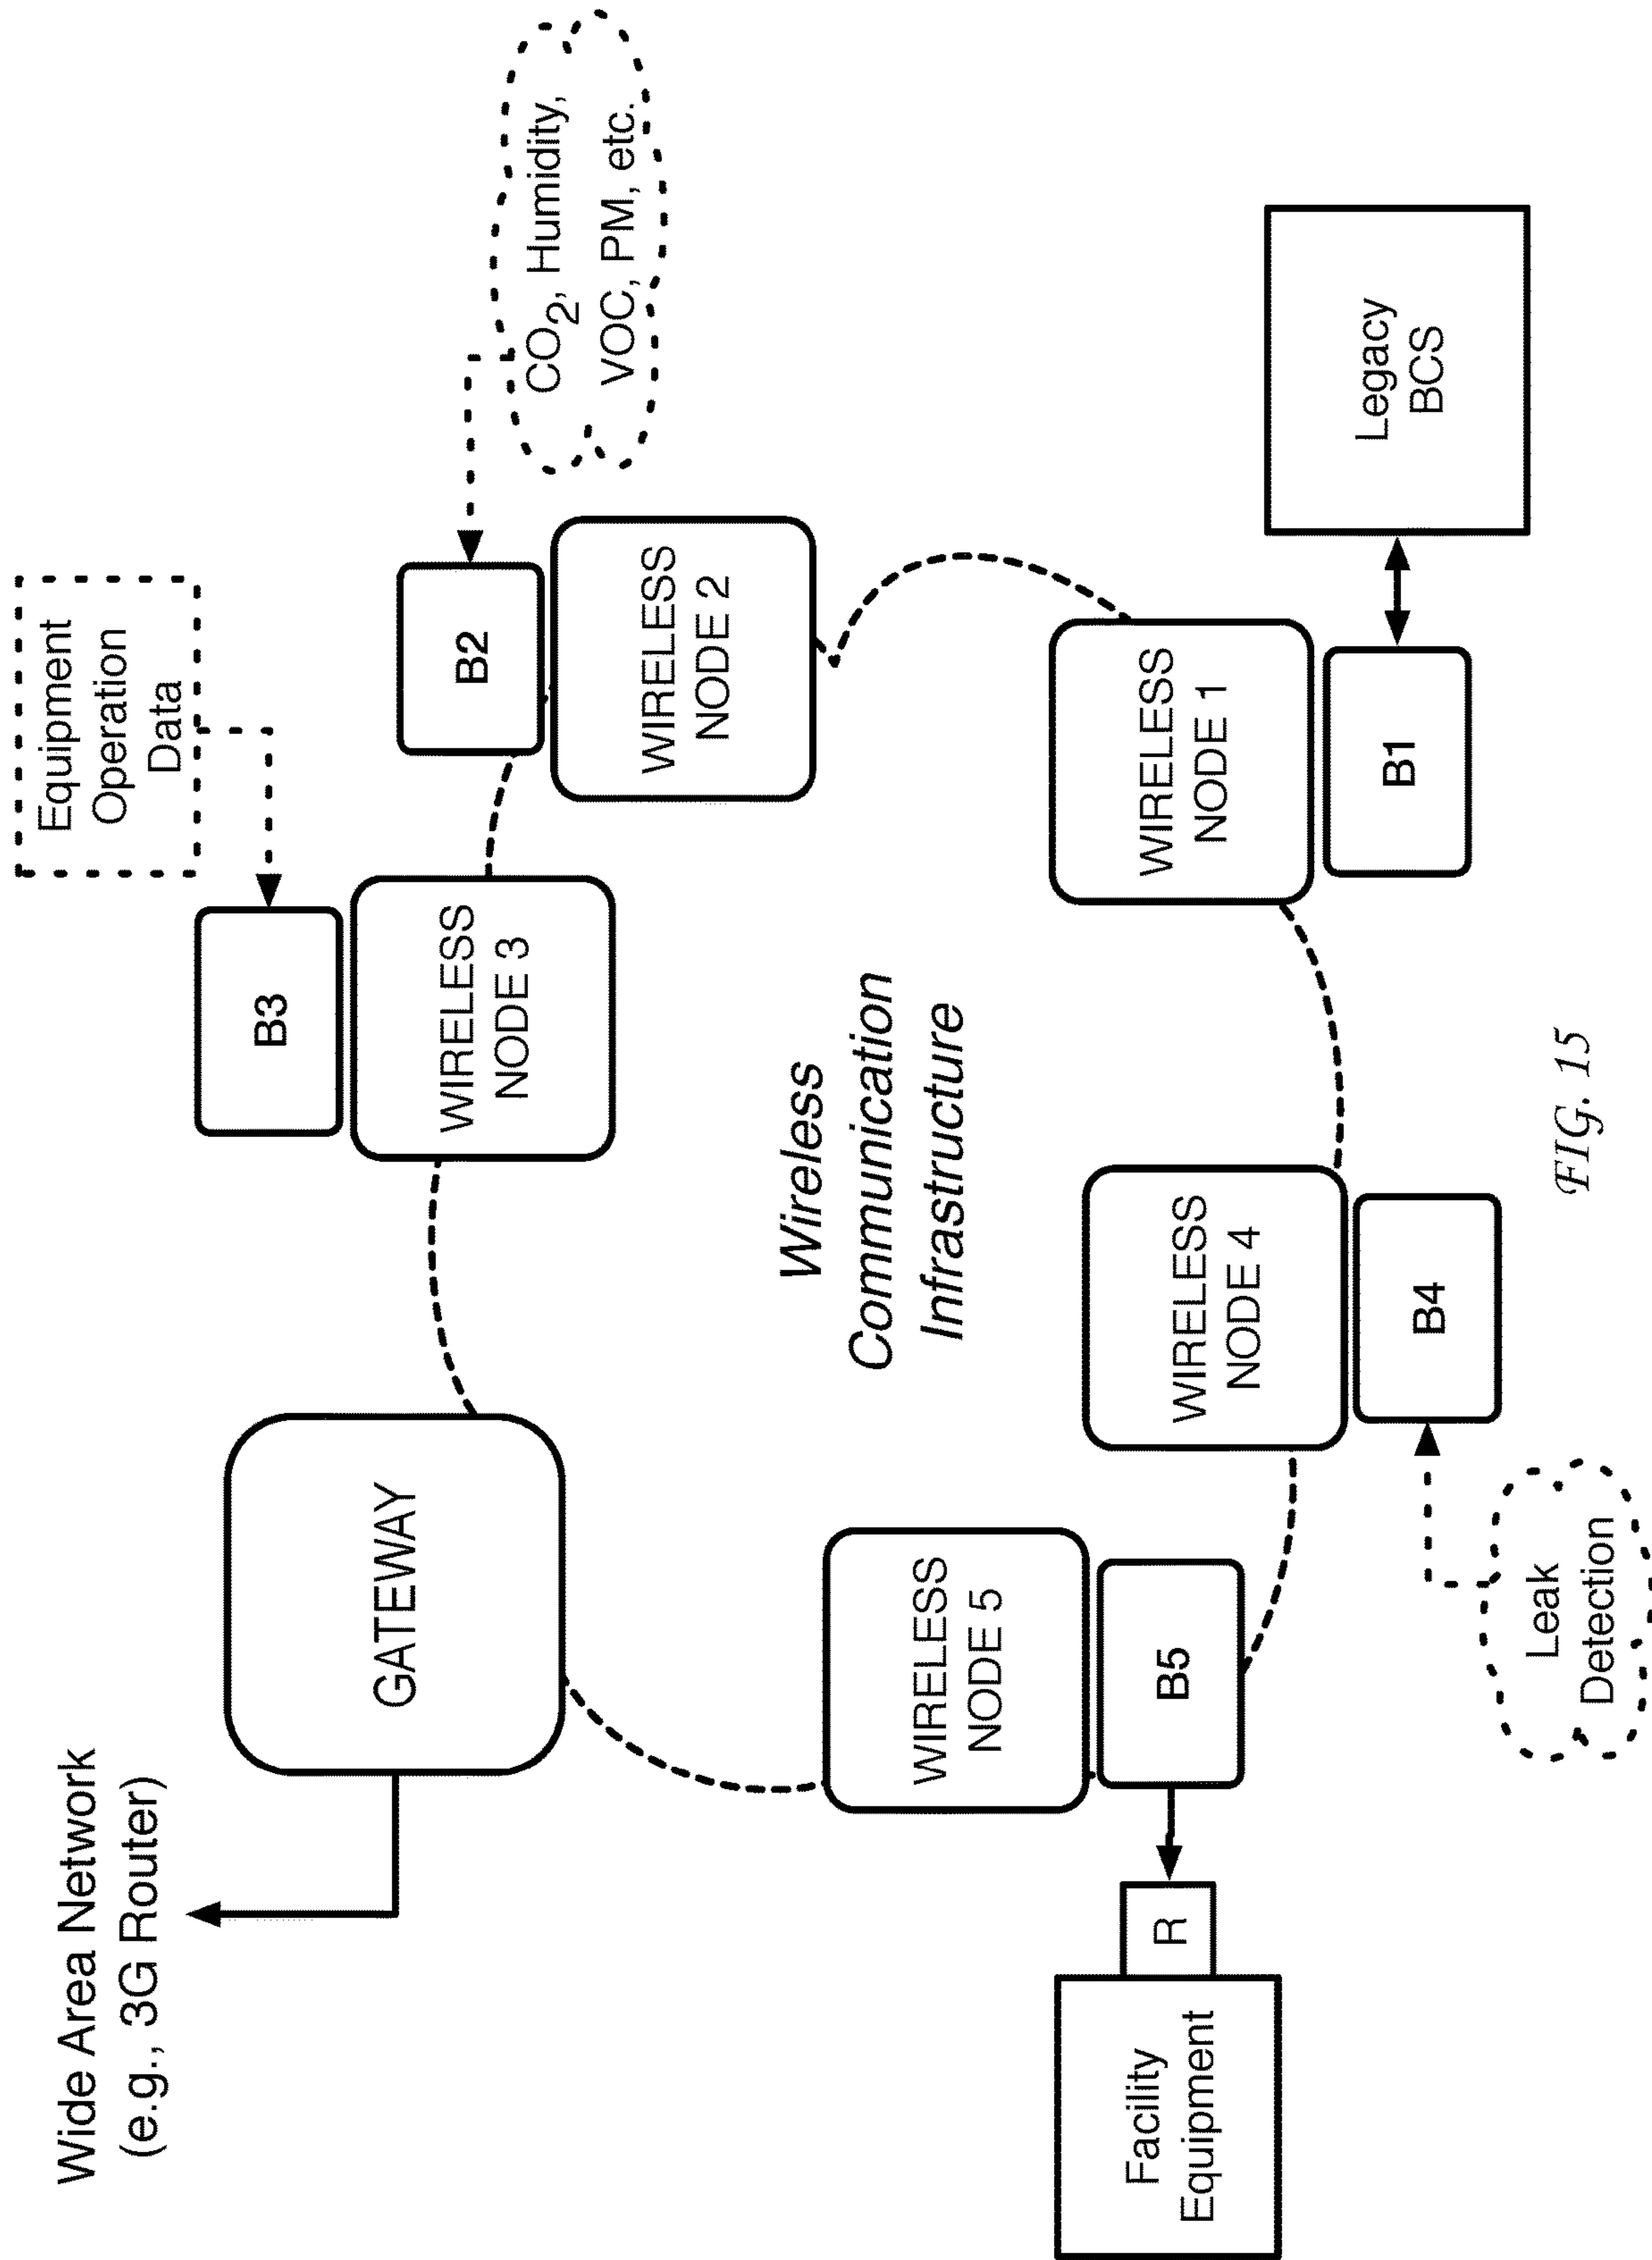 Wide Area Network
(e.g., 3G Router)
GATEWAY
Equipment
Operation
Data
B3
WIRELESS
NODE 3
B2
WIRELESS
NODE 2
CO2, Humidity,
VOC, PM, etc.
Wireless
Communication
Infrastructure
WIRELESS
NODE 5
B5
R
Facility
Equipment
WIRELESS
NODE 4
B4
Leak
Detection
WIRELESS
NODE 1
B1
Legacy
BCS
FIG. 15